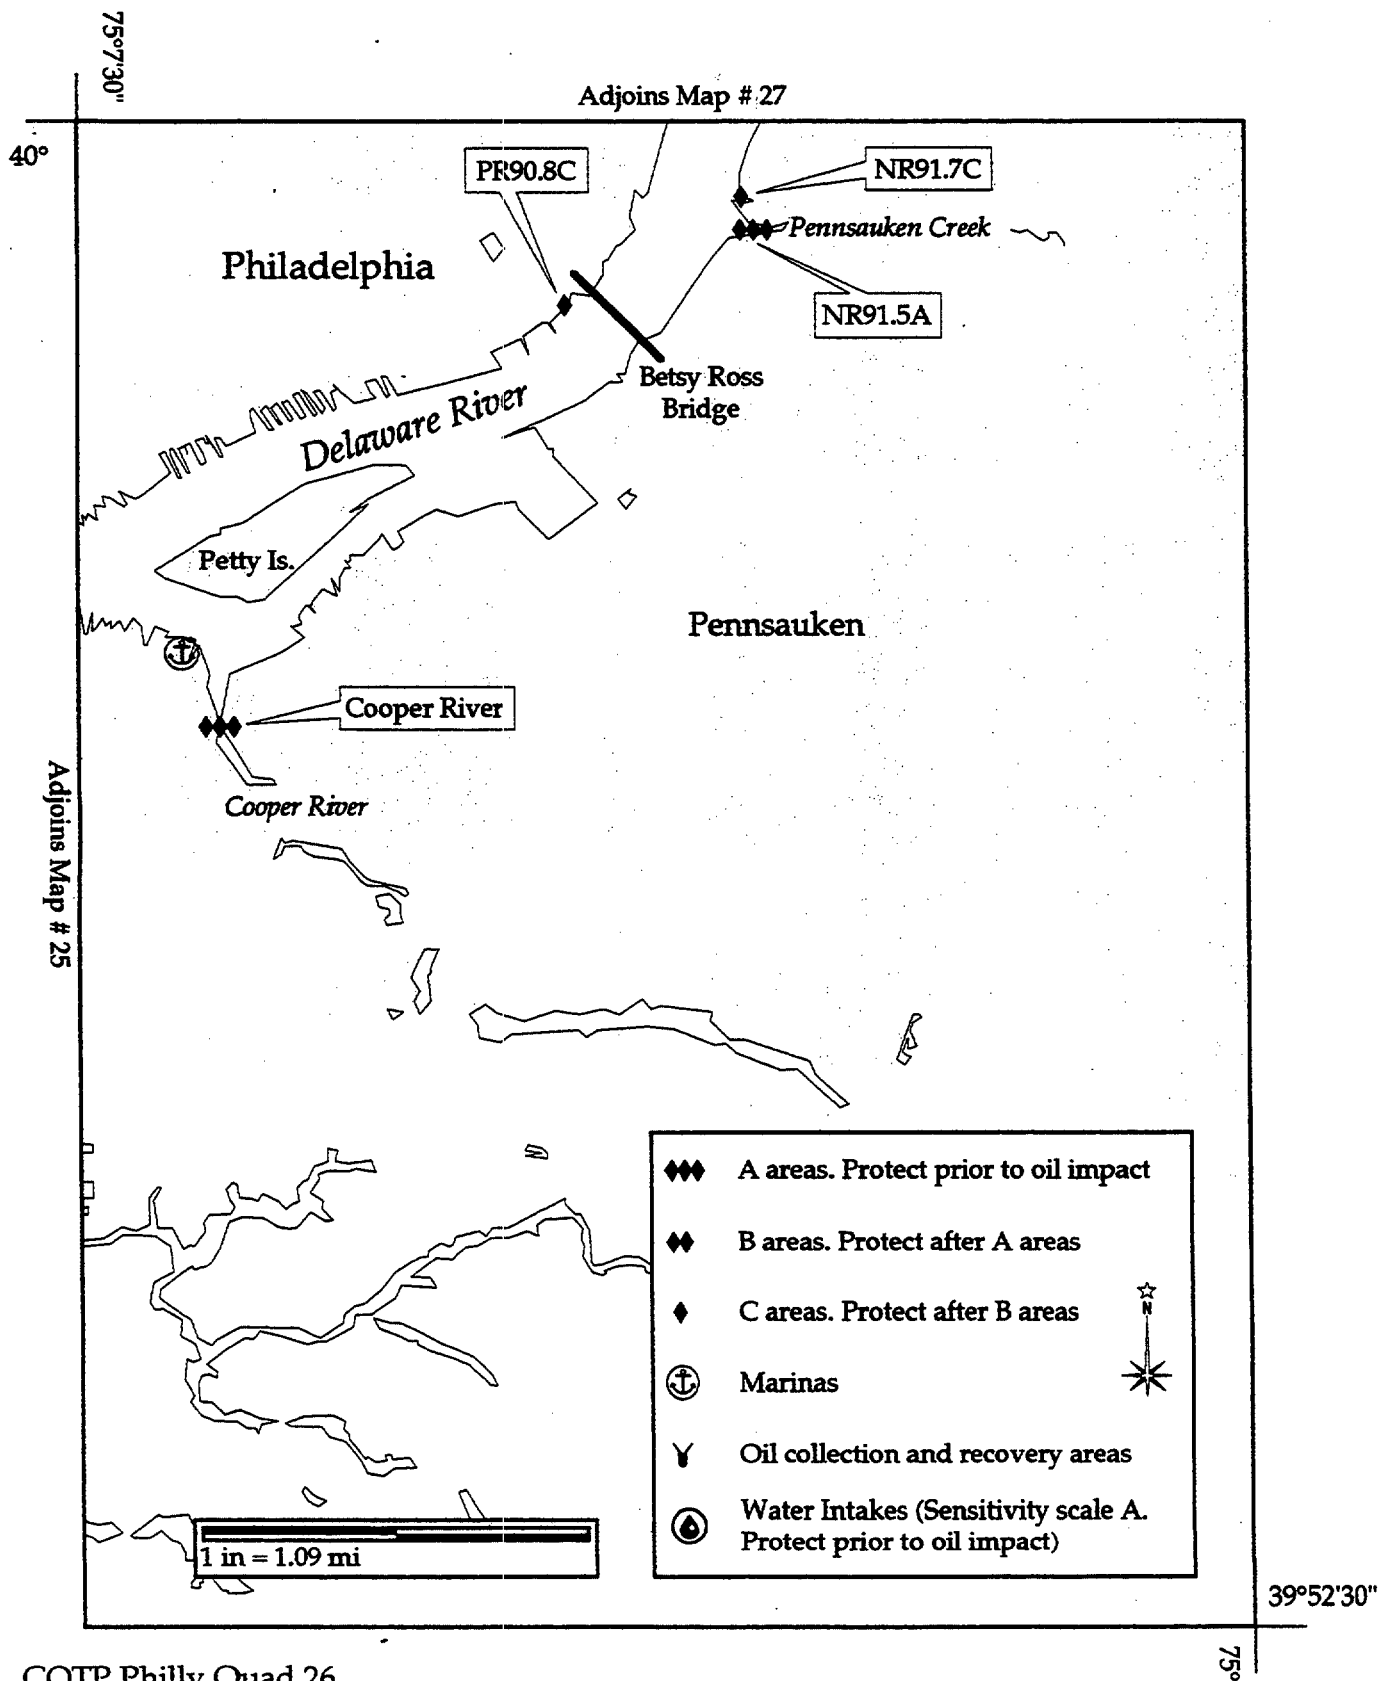 75°7'30"
Adjoins Map # 27
40°
PR90.8C
NR91.7C
Pennsauken Creek
Philadelphia
NR91.5A
Betsy Ross
Bridge
Delaware River
Petty Is.
Pennsauken
Cooper River
Cooper River
Adjoins Map # 25
A areas. Protect prior to oil impact
B areas. Protect after A areas
C areas. Protect after B areas
N
Marinas
Oil collection and recovery areas
Water Intakes (Sensitivity scale A.
Protect prior to oil impact)
1 in = 1.09 mi
39°52'30"
75°
COTP Philly Quad 26